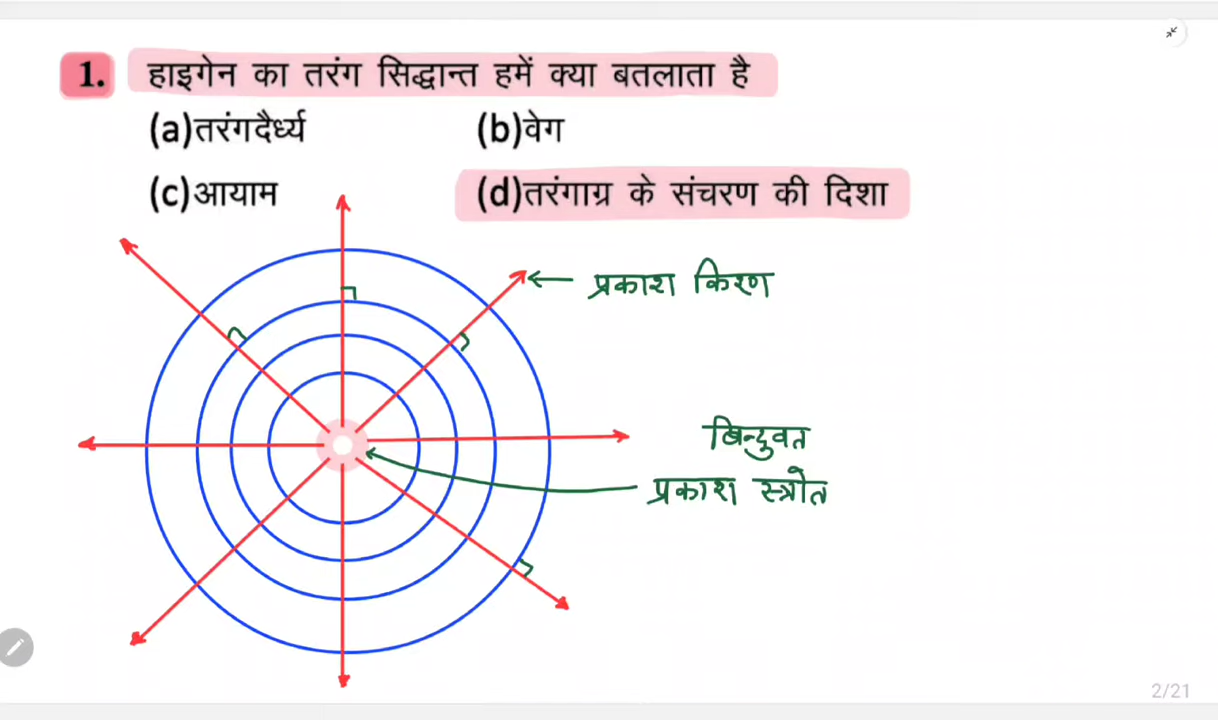 1. हाइगेन का तरंग सिद्धान्त हमें क्या बतलाता है
(a)तरंगदैर्ध्य (b)वेग
(c)आयाम (d)तरंगाग्र के संचरण की दिशा
प्रकाश किरण
बिन्दुवत
प्रकाश स्त्रोत
2/21